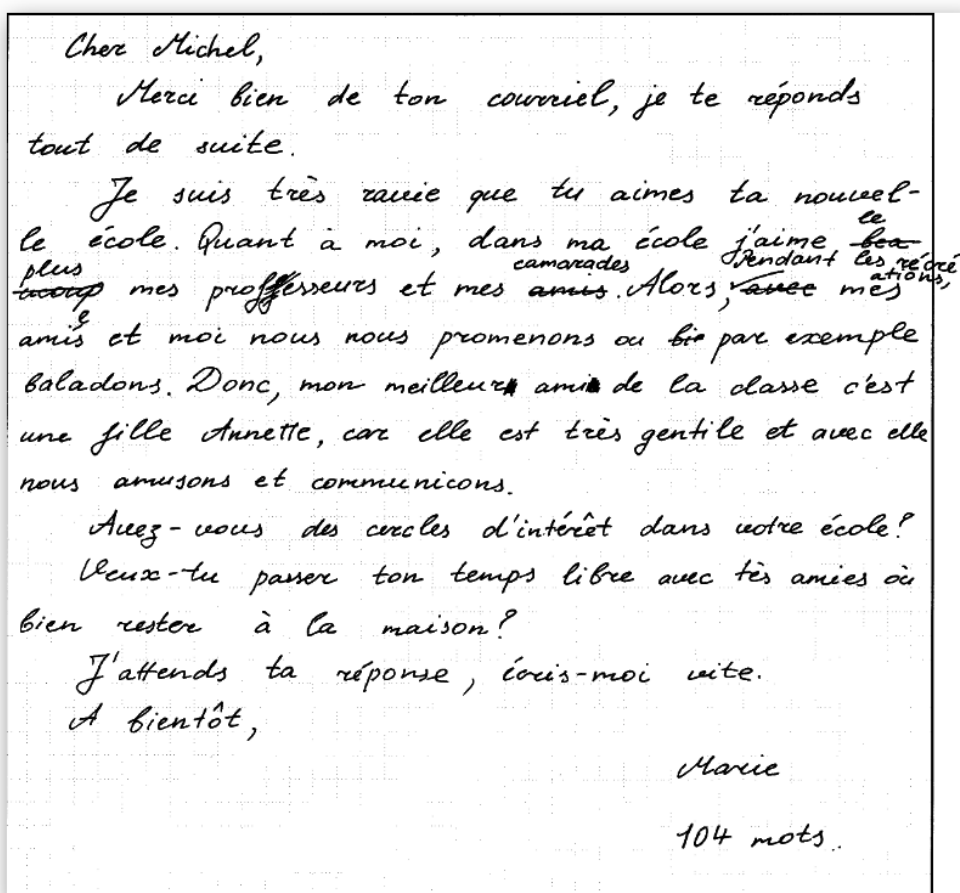 Cher Michel,
Merci bien de ton courriel, je te réponds
tout de suite.
Je suis très ravie que tu aimes ta nouvel-
le école. Quant à moi, dans ma école j'aime le
plus mes professeurs et mes camarades. Alors, Pendant les récréations, mes
amies et moi nous nous promenons ou par exemple
baladons. Donc, mon meilleur ami de la classe c'est
une fille Annette, car elle est très gentile et avec elle
nous amusons et communicons.
Avez-vous des cercles d'intérêt dans votre école?
Veux-tu passer ton temps libre avec tes amies où
bien rester à la maison?
J'attends ta réponse, écris-moi vite.
A bientôt,
Marie
104 mots.